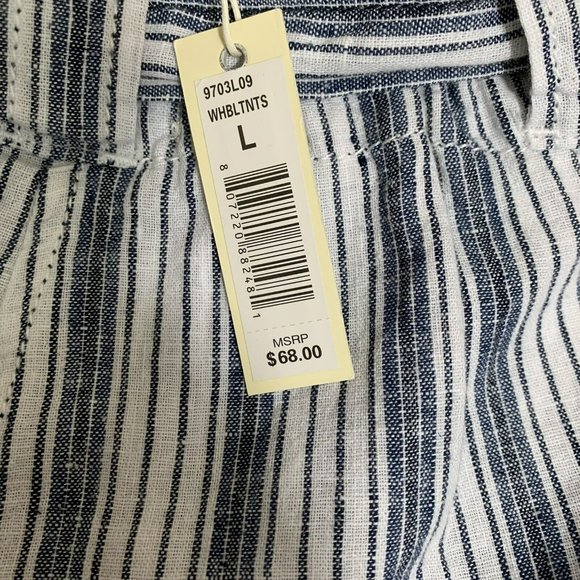 9703L09
WHBLTNTS
L
8 07220 88248 1
MSRP
$68.00